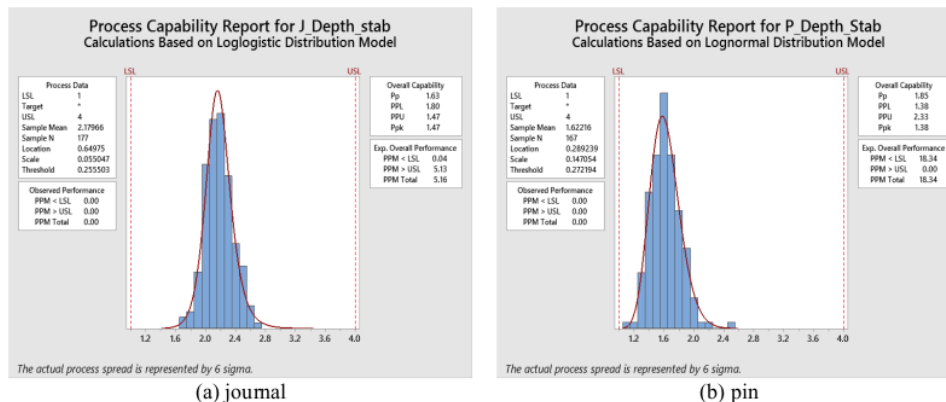 Process Capability Report for J_Depth_stab
Calculations Based on Loglogistic Distribution Model
LSL
USL
Process Data
LSL 1
Target *
USL 4
Sample Mean 2.17966
Sample N 177
Location 0.64975
Scale 0.055047
Threshold 0.255503
Observed Performance
PPM < LSL 0.00
PPM > USL 0.00
PPM Total 0.00
Overall Capability
Pp 1.63
PPL 1.80
PPU 1.47
Ppk 1.47
Exp. Overall Performance
PPM < LSL 0.04
PPM > USL 5.13
PPM Total 5.16
1.2 1.6 2.0 2.4 2.8 3.2 3.6 4.0
The actual process spread is represented by 6 sigma.
(a) journal
Process Capability Report for P_Depth_Stab
Calculations Based on Lognormal Distribution Model
LSL
USL
Process Data
LSL 1
Target *
USL 4
Sample Mean 1.62216
Sample N 167
Location 0.289239
Scale 0.147054
Threshold 0.272194
Observed Performance
PPM < LSL 0.00
PPM > USL 0.00
PPM Total 0.00
Overall Capability
Pp 1.85
PPL 1.38
PPU 2.33
Ppk 1.38
Exp. Overall Performance
PPM < LSL 18.34
PPM > USL 0.00
PPM Total 18.34
1.2 1.6 2.0 2.4 2.8 3.2 3.6 4.0
The actual process spread is represented by 6 sigma.
(b) pin